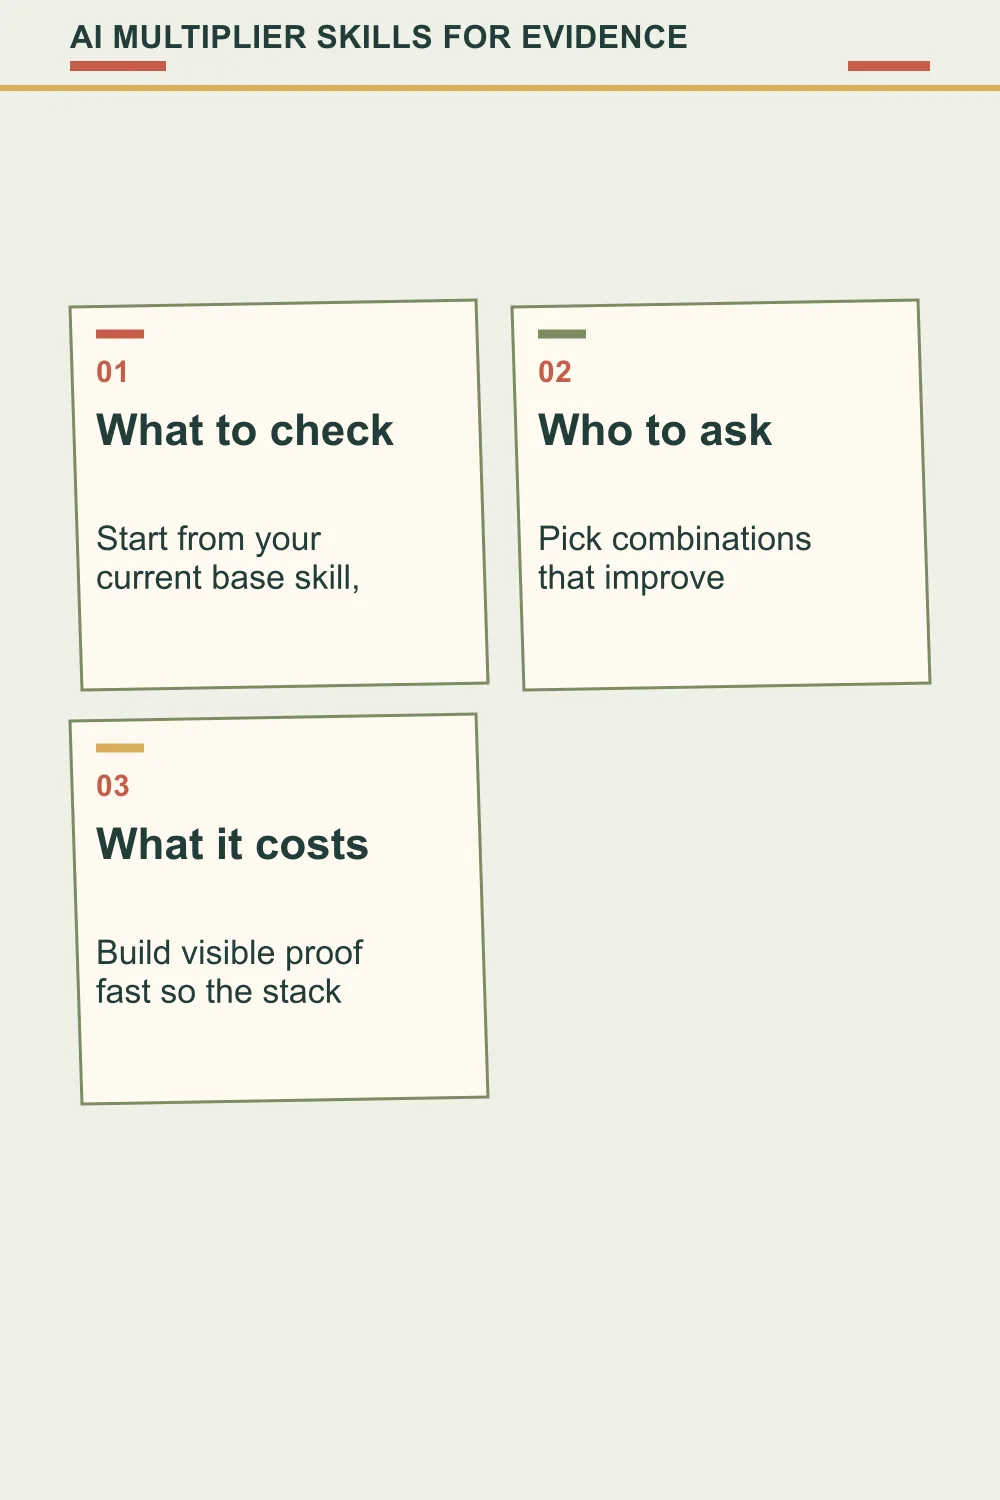 AI MULTIPLIER SKILLS FOR EVIDENCE
01
What to check
Start from your
current base skill,
02
Who to ask
Pick combinations
that improve
03
What it costs
Build visible proof
fast so the stack